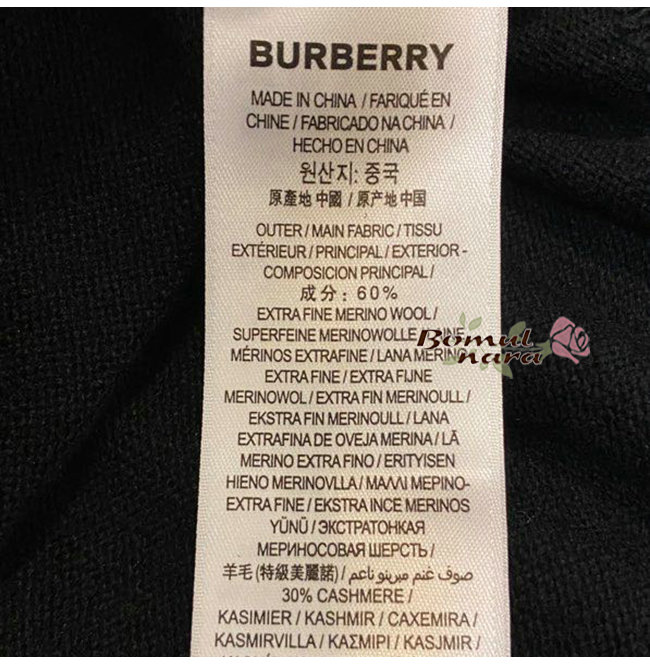 BURBERRY
MADE IN CHINA / FARIQUÉ EN
CHINE / FABRICADO NA CHINA /
HECHO EN CHINA
원산지: 중국
原產地 中國 / 原产地 中国
OUTER / MAIN FABRIC / TISSU
EXTÉRIEUR / PRINCIPAL / EXTERIOR -
COMPOSICION PRINCIPAL /
成分: 60%
EXTRA FINE MERINO WOOL /
SUPERFEINE MERINOWOLLE
MÉRINOS EXTRAFINE / LANA MERINO
EXTRA FINE / EXTRA FIJNE
MERINOWOL / EXTRA FIN MERINOULL /
EKSTRA FIN MERINOULL / LANA
EXTRAFINA DE OVEJA MERINA / LÃ
MERINO EXTRA FINO / ERITYISEN
HIENO MERINOVLLA / ΜΑΛΛΙ ΜΕΡΙΝΟ-
EXTRA FINE / EKSTRA INCE MERINOS
YÜNÜ / ЭКСТРАТОНКАЯ
МЕРИНОСОВАЯ ШЕРСТЬ /
羊毛 (特級美麗諾) / صوف غنم ميرينو ناعم /
30% CASHMERE /
KASIMIER / KASHMIR / CAXEMIRA /
KASMIRVILLA / ΚΑΣΜΙΡΙ / KASJMIR /
Bomul
nara